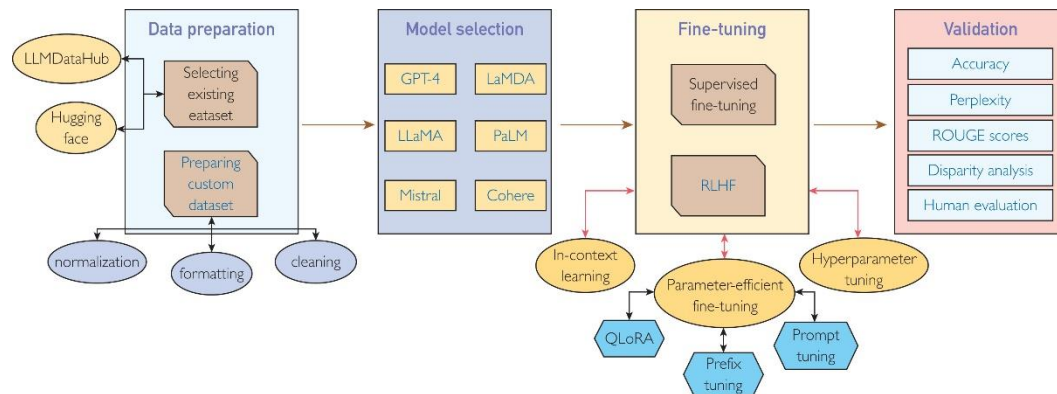 Data preparation
LLMDataHub
Hugging
face
Selecting
existing
eataset
Preparing
custom
dataset
normalization
formatting
cleaning
Model selection
GPT-4
LaMDA
LLaMA
PaLM
Mistral
Cohere
Fine-tuning
Supervised
fine-tuning
RLHF
In-context
learning
Parameter-efficient
fine-tuning
Hyperparameter
tuning
QLoRA
Prefix
tuning
Prompt
tuning
Validation
Accuracy
Perplexity
ROUGE scores
Disparity analysis
Human evaluation